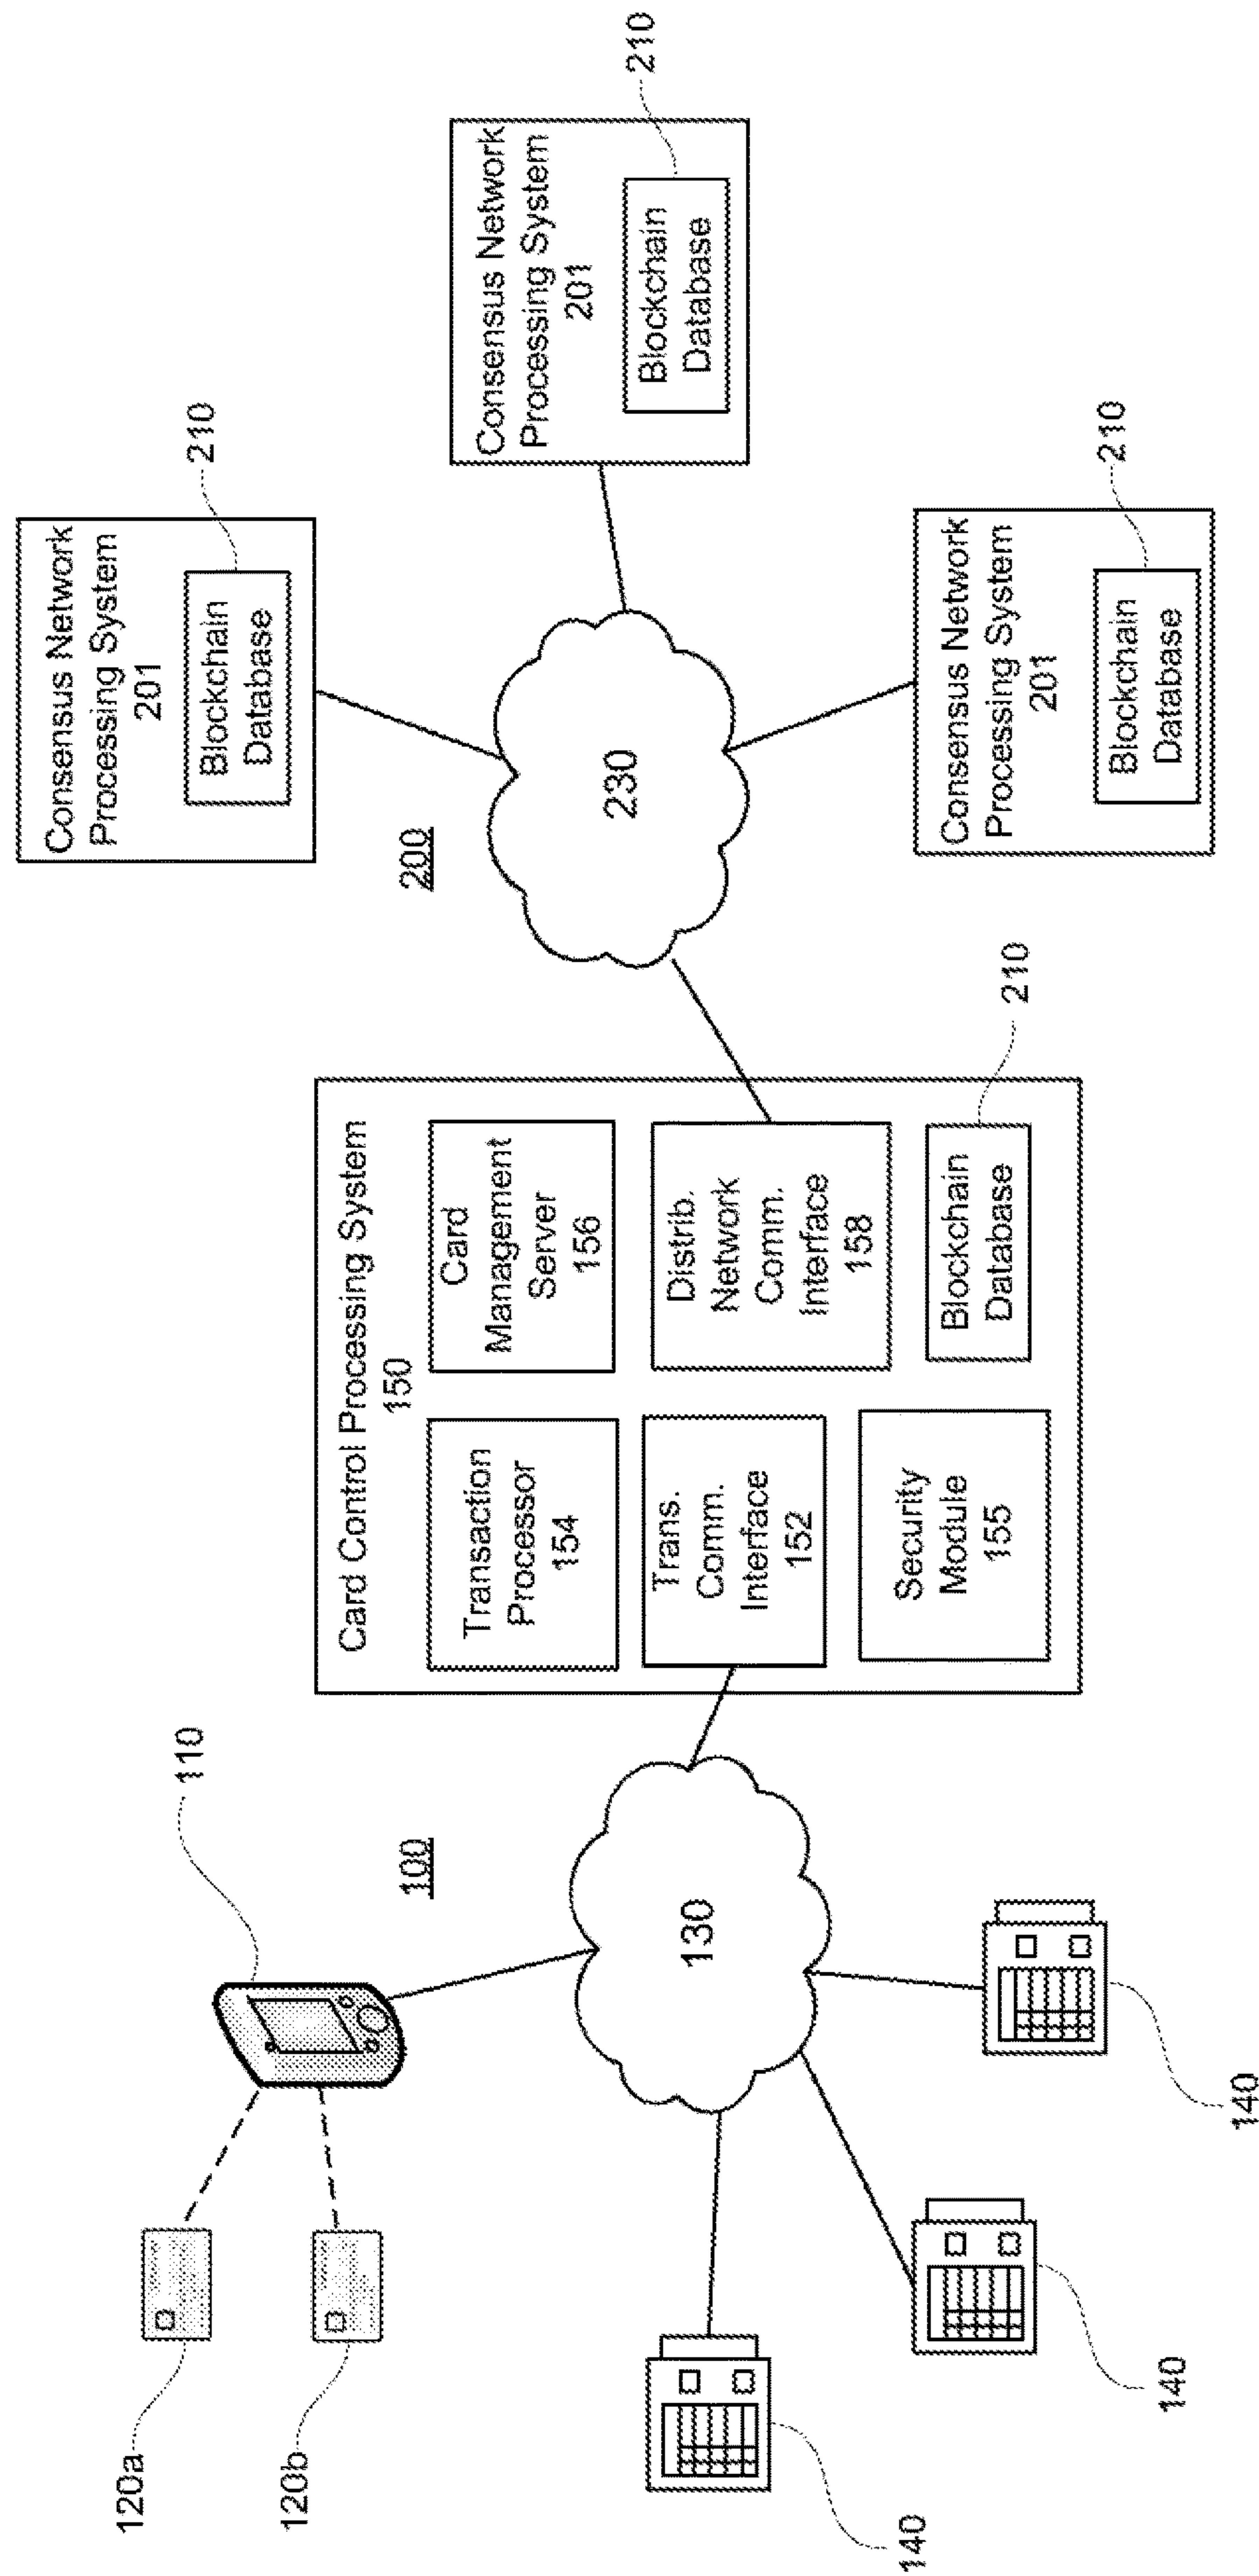 120a
120b
110
100
130
140
140
140
Card Control Processing System
150
Transaction
Processor
154
Card
Management
Server
156
Trans.
Comm.
Interface
152
Distrib.
Network
Comm.
Interface
158
Security
Module
155
Blockchain
Database
210
200
230
Consensus Network
Processing System
201
Blockchain
Database
210
Consensus Network
Processing System
201
Blockchain
Database
210
Consensus Network
Processing System
201
Blockchain
Database
210